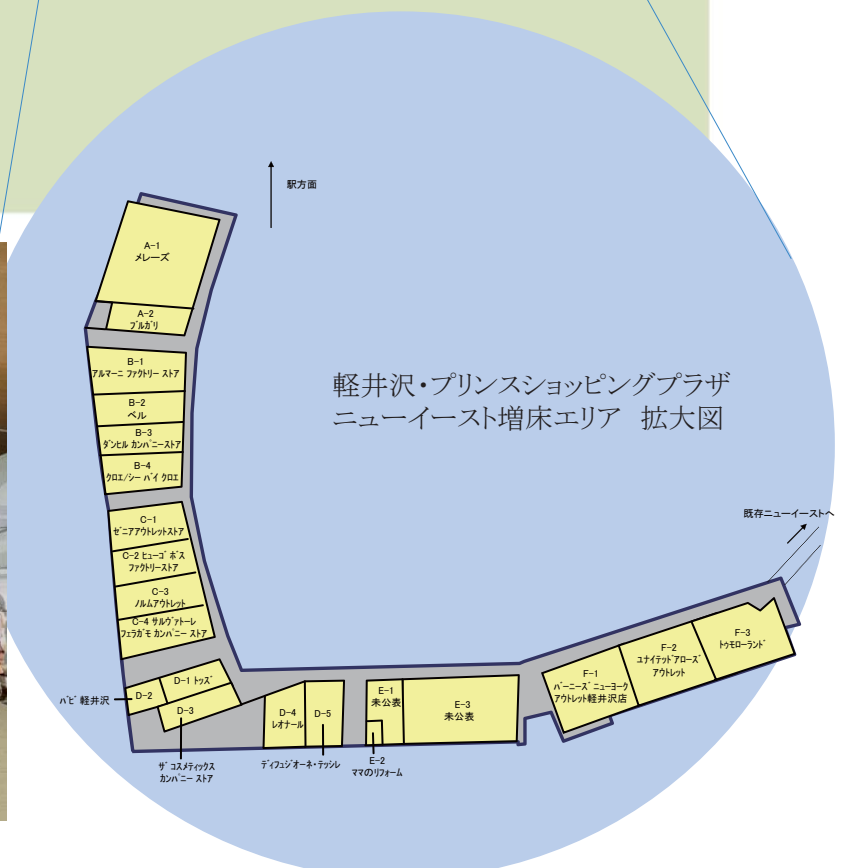 駅方面
A-1
メレーズ
A-2
ブルガリ
B-1
アルマーニ ファクトリー ストア
B-2
ベル
B-3
ダンヒル カンパニーストア
B-4
クロエ/シー バイ クロエ
軽井沢・プリンスショッピングプラザ
ニューイースト増床エリア 拡大図
既存ニューイーストへ
C-1
ゼニアアウトレットストア
C-2 ヒューゴ ボス
ファクトリーストア
C-3
ノルムアウトレット
C-4 サルヴァトーレ
フェラガモ カンパニー ストア
D-1 トッズ
D-2
パピ 軽井沢
D-3
ザ コスメティックス
カンパニー ストア
D-4
レオナール
D-5
ディフュジオーネ・テッシレ
E-1
未公表
E-2
ママのリフォーム
E-3
未公表
F-1
バーニーズ ニューヨーク
アウトレット軽井沢店
F-2
ユナイテッドアローズ
アウトレット
F-3
トゥモローランド